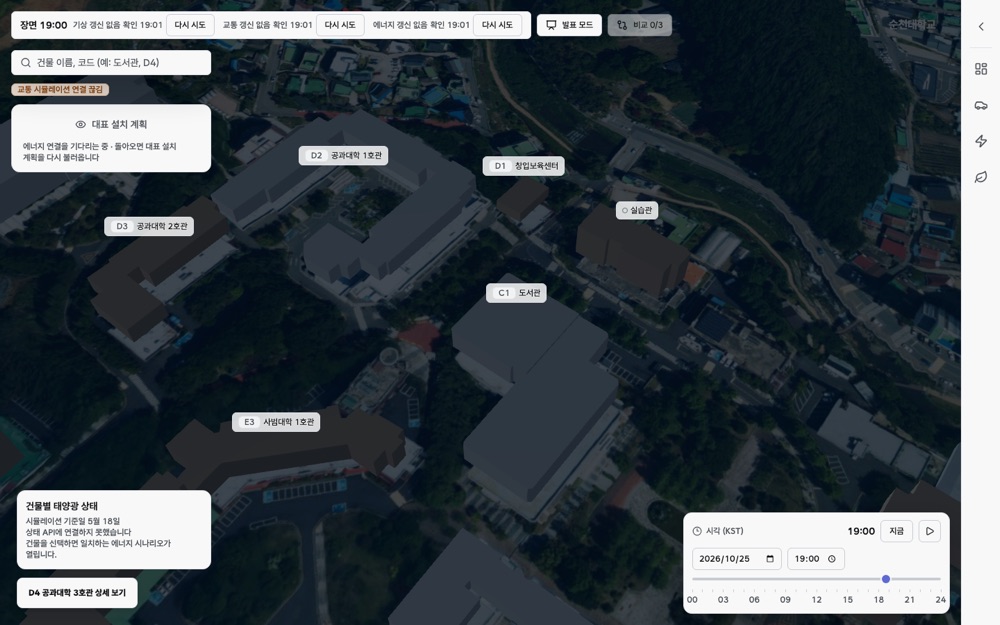 장면 19:00 기상 갱신 없음 확인 19:01 다시 시도 교통 갱신 없음 확인 19:01 다시 시도 에너지 갱신 없음 확인 19:01 다시 시도 발표 모드 비교 0/3
순천대학교
건물 이름, 코드 (예: 도서관, D4)
교통 시뮬레이션 연결 끊김
대표 설치 계획
에너지 연결을 기다리는 중 · 돌아오면 대표 설치
계획을 다시 불러옵니다
D2 공과대학 1호관
D1 창업보육센터
실습관
D3 공과대학 2호관
C1 도서관
E3 사범대학 1호관
건물별 태양광 상태
시뮬레이션 기준일 5월 18일
상태 API에 연결하지 못했습니다
건물을 선택하면 일치하는 에너지 시나리오가
열립니다.
D4 공과대학 3호관 상세 보기
시각 (KST) 19:00 지금
2026/10/25 19:00
00 03 06 09 12 15 18 21 24